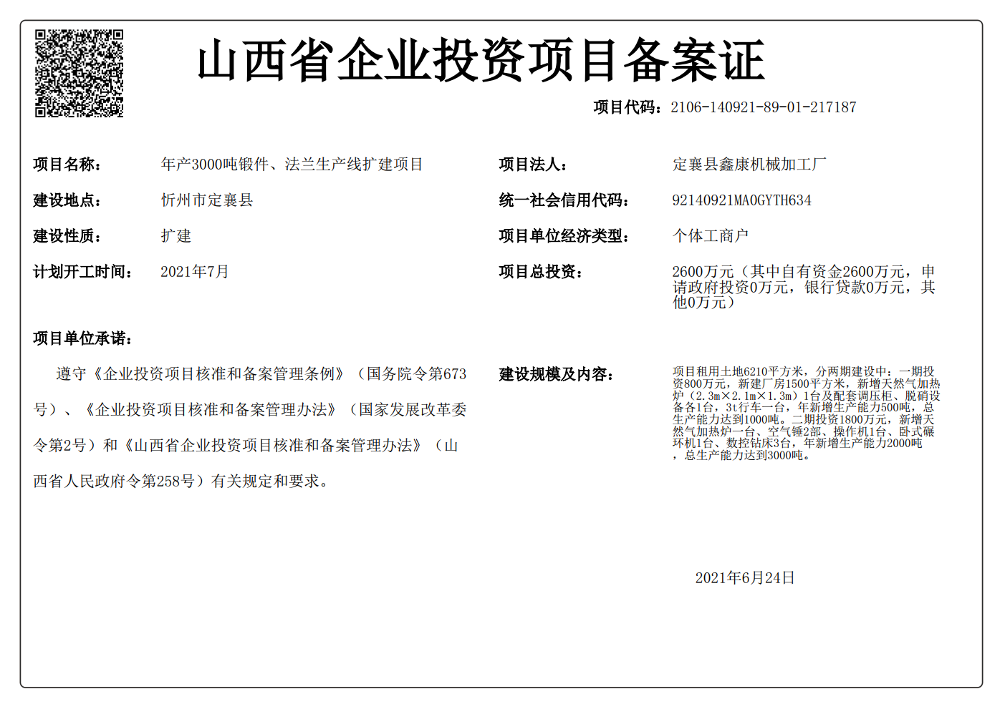 山西省企业投资项目备案证
项目代码：2106-140921-89-01-217187
项目名称：
年产3000吨锻件、法兰生产线扩建项目
项目法人：
定襄县鑫康机械加工厂
建设地点：
忻州市定襄县
统一社会信用代码：
92140921MA0GYTH634
建设性质：
扩建
项目单位经济类型：
个体工商户
计划开工时间：
2021年7月
项目总投资：
2600万元（其中自有资金2600万元，申
请政府投资0万元，银行贷款0万元，其
他0万元）
项目单位承诺：
遵守《企业投资项目核准和备案管理条例》（国务院令第673
号）、《企业投资项目核准和备案管理办法》（国家发展改革委
令第2号）和《山西省企业投资项目核准和备案管理办法》（山
西省人民政府令第258号）有关规定和要求。
建设规模及内容：
项目租用土地6210平方米，分两期建设中：一期投
资800万元，新建厂房1500平方米，新增天然气加热
炉（2.3m×2.1m×1.3m）1台及配套调压柜、脱硝设
备各1台，3t行车一台，年新增生产能力500吨，总
生产能力达到1000吨。二期投资1800万元，新增天
然气加热炉一台、空气锤2部、操作机1台、卧式碾
环机1台、数控钻床3台，年新增生产能力2000吨
，总生产能力达到3000吨。
2021年6月24日